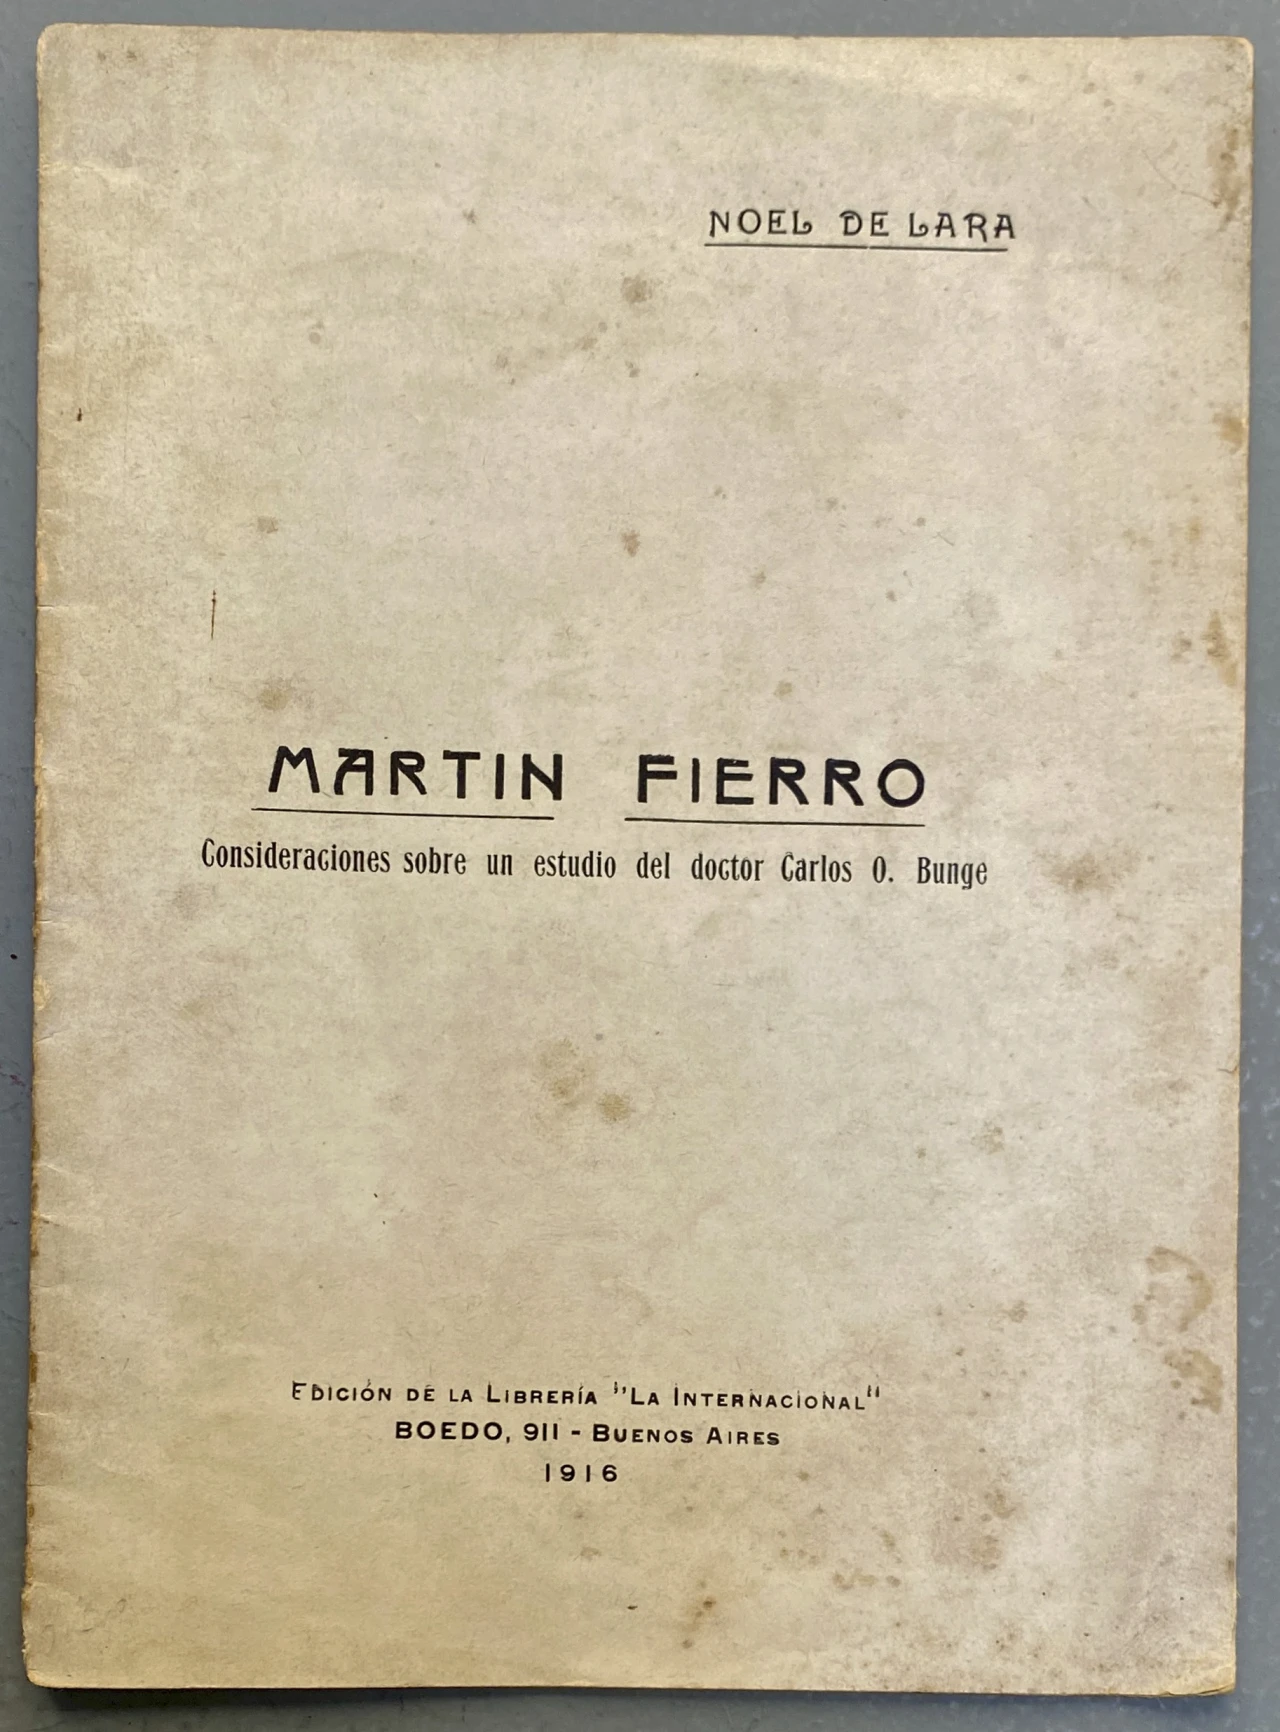 NOEL DE LARA
MARTIN FIERRO
Consideraciones sobre un estudio del doctor Carlos O. Bunge
EDICIÓN DE LA LIBRERÍA "LA INTERNACIONAL"
BOEDO, 911 - BUENOS AIRES
1916